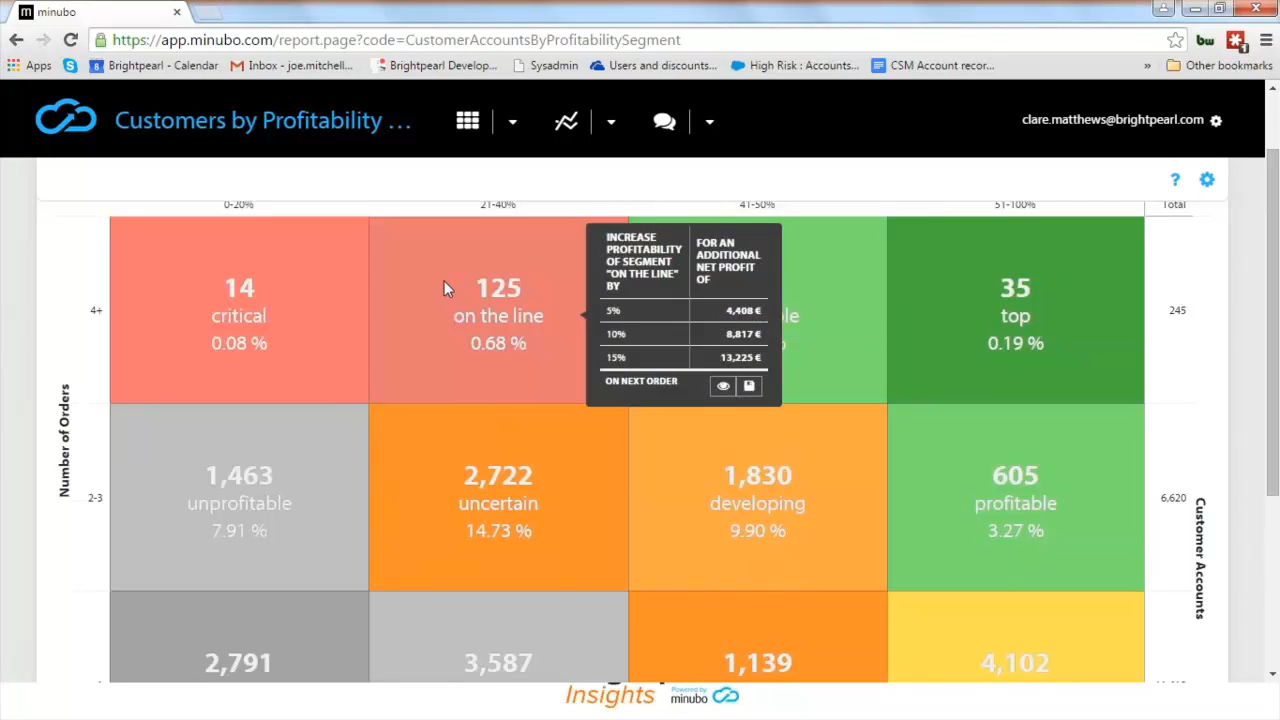 minubo
https://app.minubo.com/report.page?code=CustomerAccountsByProfitabilitySegment
Apps Brightpearl - Calendar Inbox - joe.mitchell... Brightpearl Develop... Sysadmin Users and discounts... High Risk : Accounts... CSM Account recor... » Other bookmarks
Customers by Profitability ...
clare.matthews@brightpearl.com
?
0-20% 21-40% 41-50% 51-100% Total
INCREASE PROFITABILITY OF SEGMENT "ON THE LINE" BY
FOR AN ADDITIONAL NET PROFIT OF
5% 4,408 €
10% 8,817 €
15% 13,225 €
ON NEXT ORDER
4+
14
critical
0.08 %
125
on the line
0.68 %
35
top
0.19 %
245
Number of Orders
2-3
1,463
unprofitable
7.91 %
2,722
uncertain
14.73 %
1,830
developing
9.90 %
605
profitable
3.27 %
6,620
Customer Accounts
2,791
3,587
1,139
4,102
Insights
Powered by
minubo